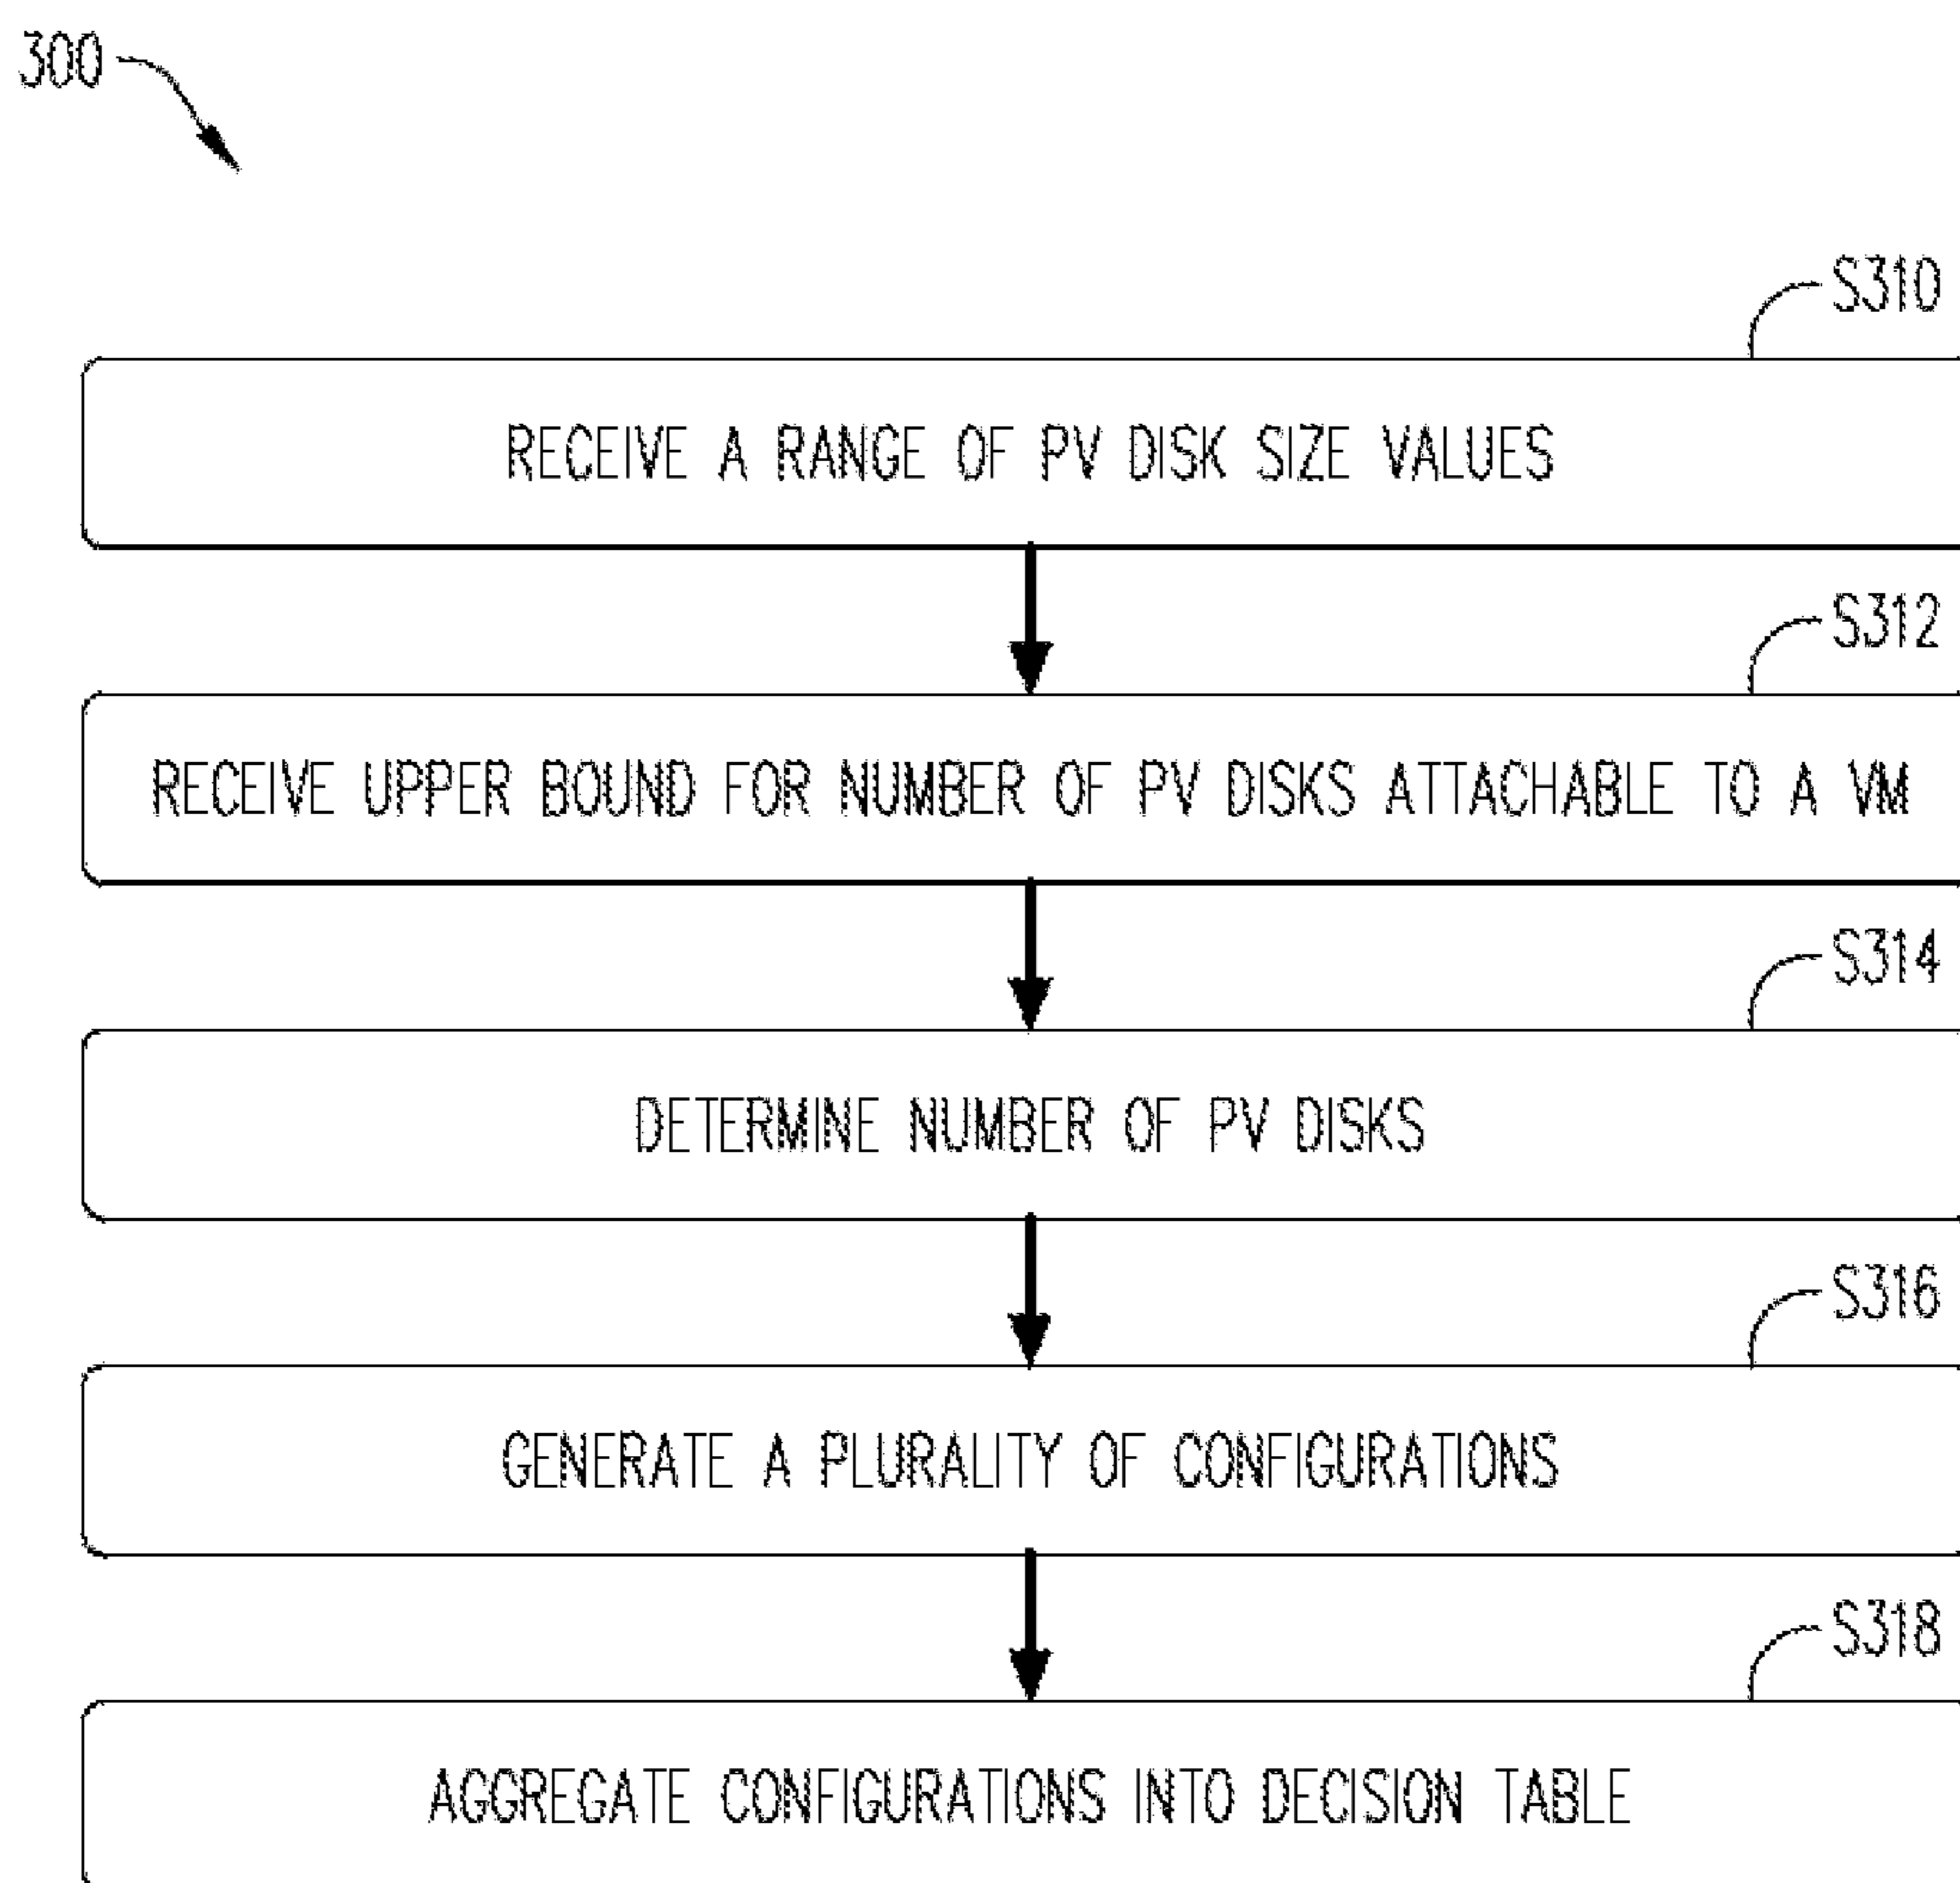 300
S310
RECEIVE A RANGE OF PV DISK SIZE VALUES
S312
RECEIVE UPPER BOUND FOR NUMBER OF PV DISKS ATTACHABLE TO A VM
S314
DETERMINE NUMBER OF PV DISKS
S316
GENERATE A PLURALITY OF CONFIGURATIONS
S318
AGGREGATE CONFIGURATIONS INTO DECISION TABLE